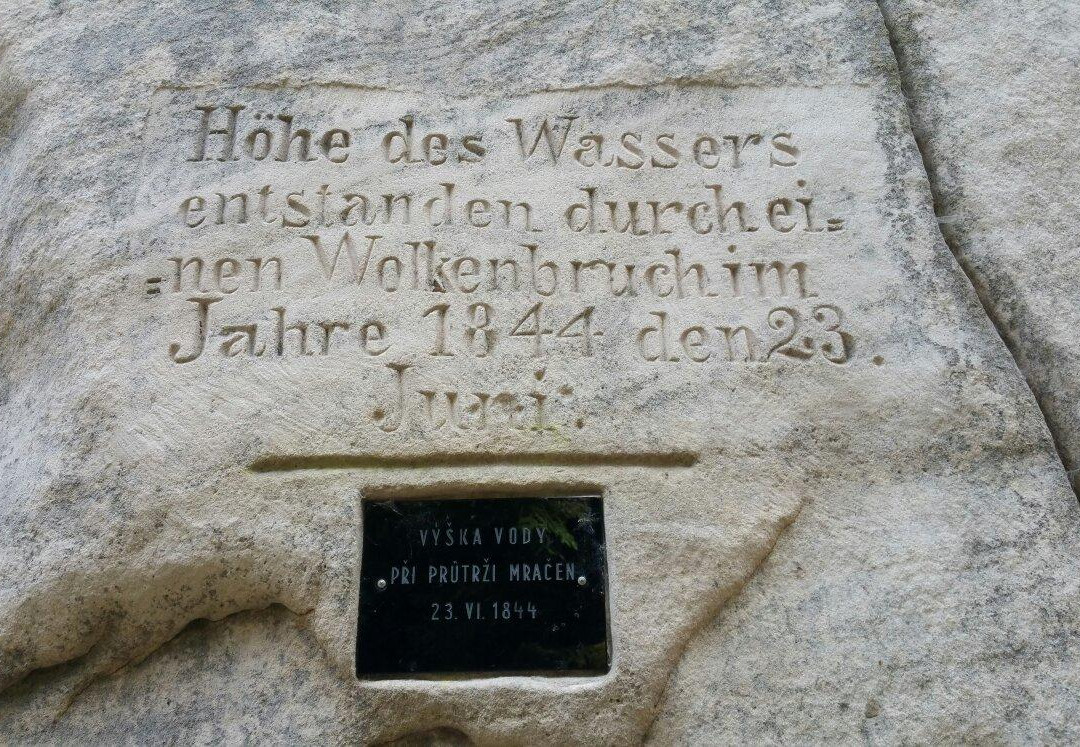 Höhe des Wassers
entstanden durch ei=
=nen Wolkenbruch im
Jahre 1844 den 23.
Juni.
VÝŠKA VODY
PŘI PRŮTRŽI MRAČEN
23. VI. 1844